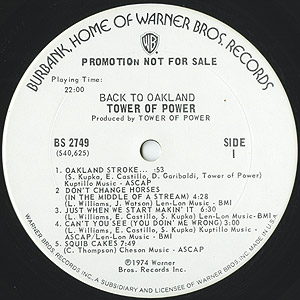 BURBANK, HOME OF WARNER BROS. RECORDS
WB
PROMOTION NOT FOR SALE
Playing Time:
22:00
BACK TO OAKLAND
TOWER OF POWER
Produced by TOWER OF POWER
BS 2749
(S40,625)
SIDE
1
1. OAKLAND STROKE... :53
(S. Kupka, E. Castillo, D. Garibaldi, Tower of Power)
Kuptillo Music - ASCAP
2. DON'T CHANGE HORSES
(IN THE MIDDLE OF A STREAM) 4:28
(L. Williams, J. Watson) Len-Lon Music - BMI
3. JUST WHEN WE START MAKIN' IT 6:30
(L. Williams, E. Castillo, S. Kupka) Len-Lon Music - BMI
4. CAN'T YOU SEE (YOU DOIN' ME WRONG) 3:00
(L. Williams, E. Castillo, S. Kupka) Kuptillo Music -
ASCAP/Len-Lon Music - BMI
5. SQUIB CAKES 7:49
(C. Thompson) Cheson Music - ASCAP
©1974 Warner
Bros. Records Inc.
WARNER BROS. RECORDS INC., A SUBSIDIARY AND LICENSEE OF WARNER BROS. INC.
MADE IN U.S.A.